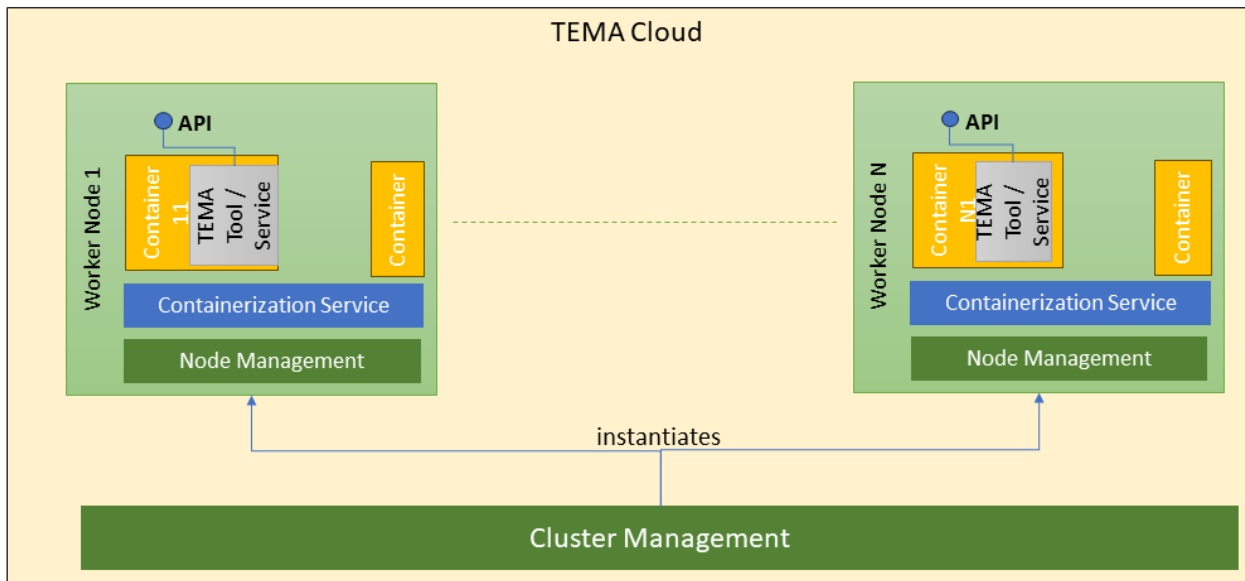 TEMA Cloud
Worker Node 1
API
Container
11
TEMA
Tool /
Service
Container
Containerization Service
Node Management
Worker Node N
API
Container
N1
TEMA
Tool /
Service
Container
Containerization Service
Node Management
instantiates
Cluster Management